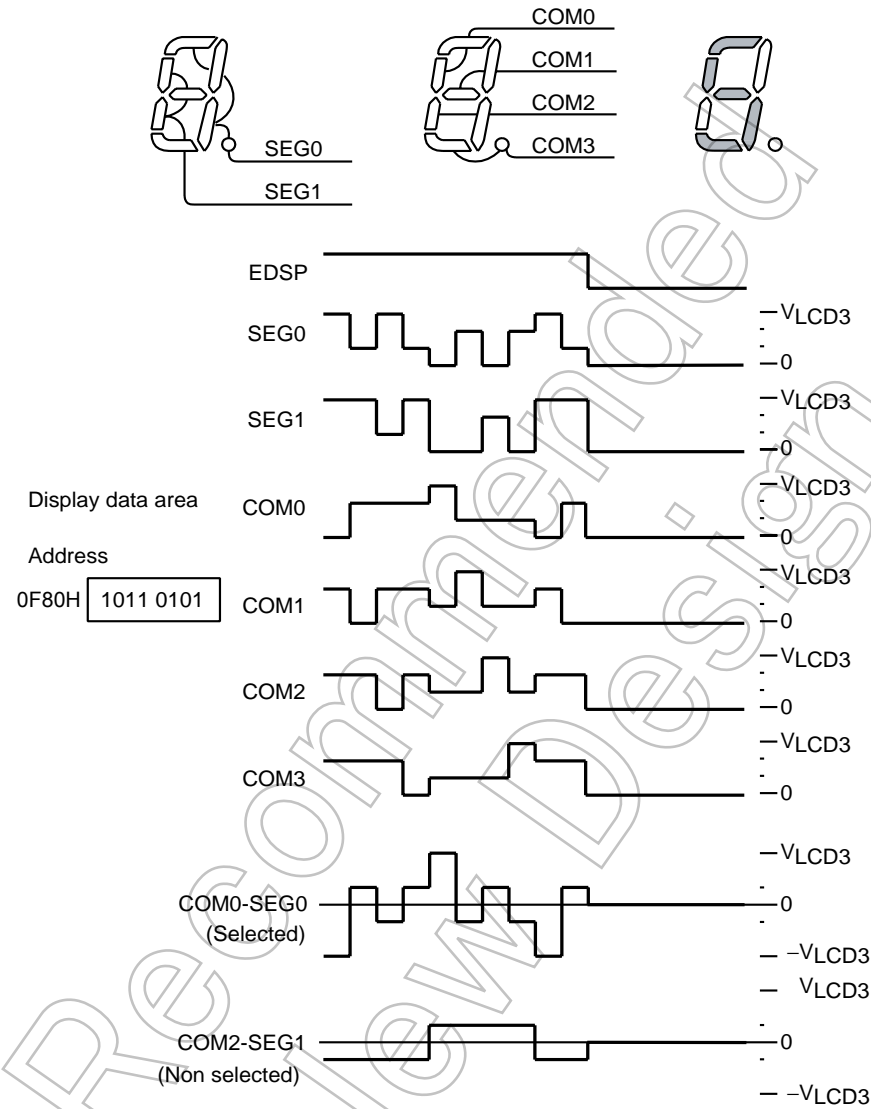 COM0
COM1
COM2
COM3
SEG0
SEG1
EDSP
SEG0
VLCD3
0
SEG1
VLCD3
0
Display data area
COM0
VLCD3
0
Address
0F80H 1011 0101
COM1
VLCD3
0
COM2
VLCD3
0
COM3
VLCD3
0
COM0-SEG0
(Selected)
VLCD3
0
−VLCD3
COM2-SEG1
(Non selected)
VLCD3
0
−VLCD3
Recommended
New Design